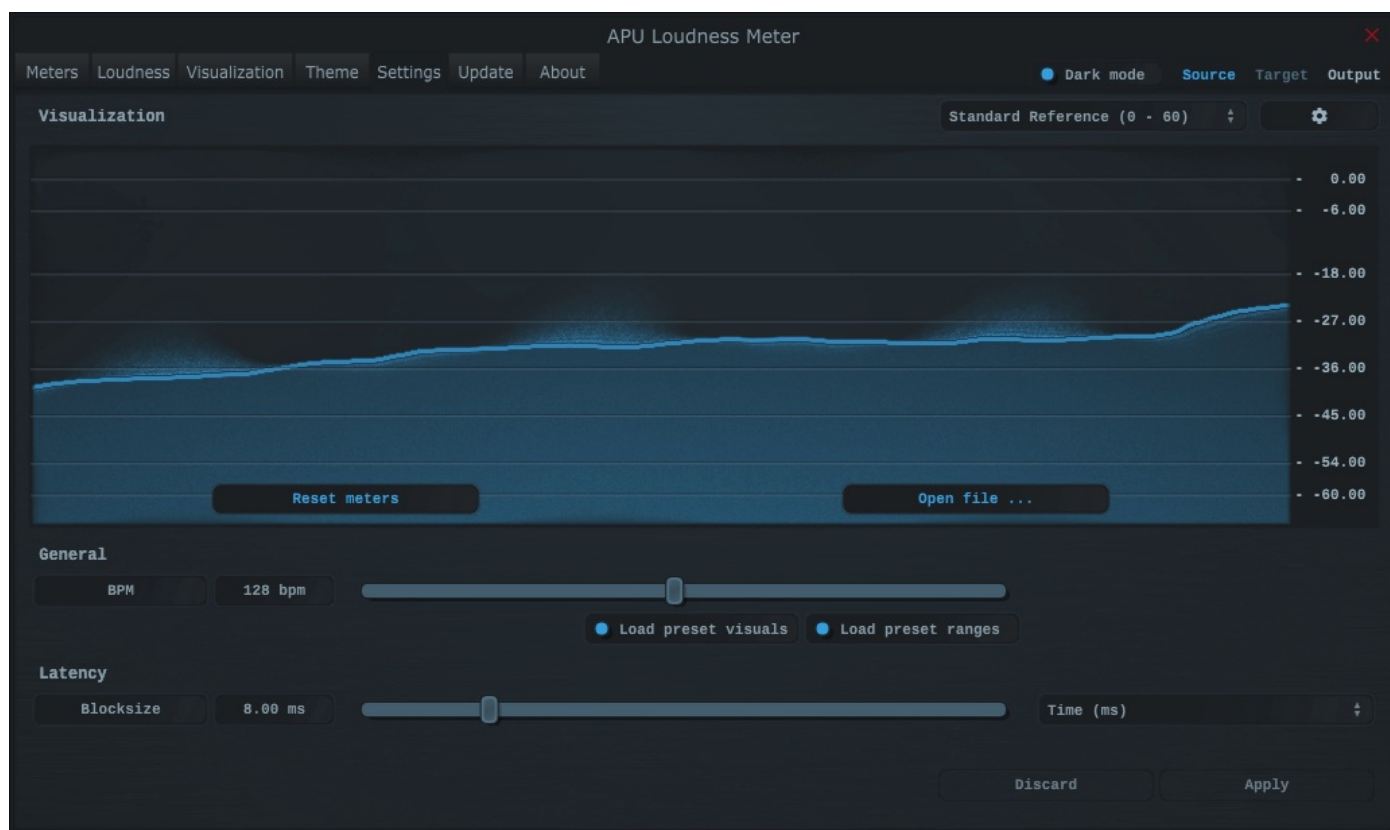 APU Loudness Meter
Meters Loudness Visualization Theme Settings Update About Dark mode Source Target Output
Visualization Standard Reference (0 - 60)
- 0.00
- -6.00
- -18.00
- -27.00
- -36.00
- -45.00
- -54.00
Reset meters Open file ... - -60.00
General
BPM 128 bpm
Load preset visuals Load preset ranges
Latency
Blocksize 8.00 ms Time (ms)
Discard Apply